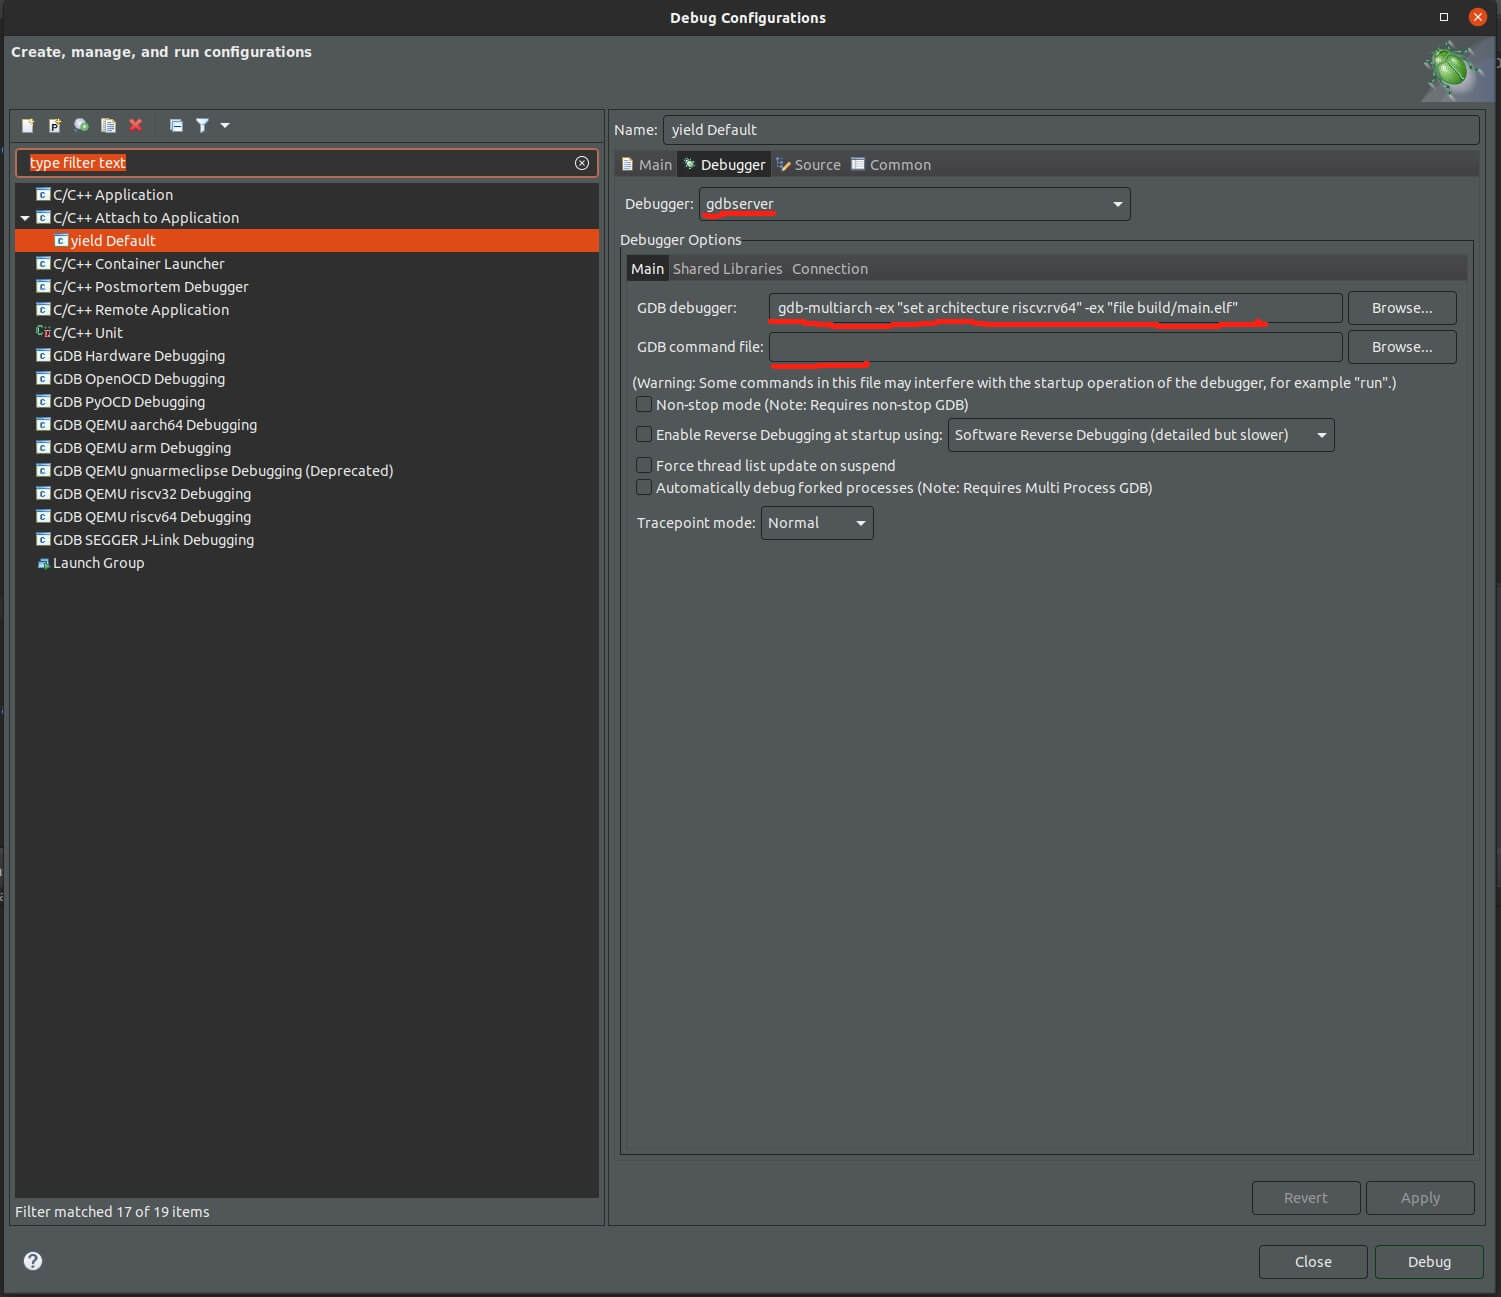 Debug Configurations
Create, manage, and run configurations
type filter text
C/C++ Application
C/C++ Attach to Application
yield Default
C/C++ Container Launcher
C/C++ Postmortem Debugger
C/C++ Remote Application
C/C++ Unit
GDB Hardware Debugging
GDB OpenOCD Debugging
GDB PyOCD Debugging
GDB QEMU aarch64 Debugging
GDB QEMU arm Debugging
GDB QEMU gnuarmeclipse Debugging (Deprecated)
GDB QEMU riscv32 Debugging
GDB QEMU riscv64 Debugging
GDB SEGGER J-Link Debugging
Launch Group
Filter matched 17 of 19 items
Name: yield Default
Main Debugger Source Common
Debugger: gdbserver
Debugger Options
Main Shared Libraries Connection
GDB debugger: gdb-multiarch -ex "set architecture riscv:rv64" -ex "file build/main.elf" Browse...
GDB command file: Browse...
(Warning: Some commands in this file may interfere with the startup operation of the debugger, for example "run".)
Non-stop mode (Note: Requires non-stop GDB)
Enable Reverse Debugging at startup using: Software Reverse Debugging (detailed but slower)
Force thread list update on suspend
Automatically debug forked processes (Note: Requires Multi Process GDB)
Tracepoint mode: Normal
Revert Apply
Close Debug